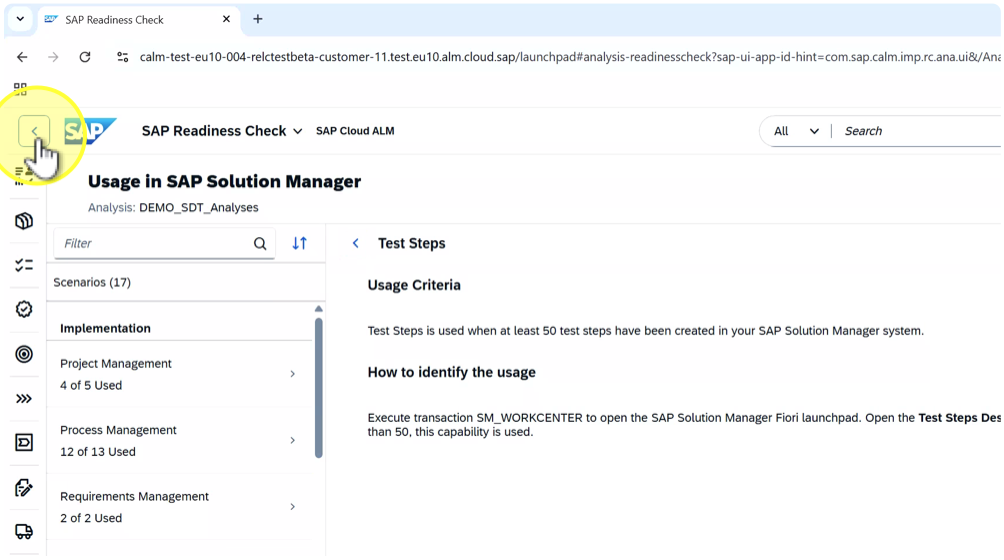 SAP Readiness Check
calm-test-eu10-004-relctestbeta-customer-11.test.eu10.alm.cloud.sap/launchpad#analysis-readinesscheck?sap-ui-app-id-hint=com.sap.calm.imp.rc.ana.ui&/Ana
SAP SAP Readiness Check SAP Cloud ALM All Search
Usage in SAP Solution Manager
Analysis: DEMO_SDT_Analyses
Filter
Scenarios (17)
Implementation
Project Management
4 of 5 Used
Process Management
12 of 13 Used
Requirements Management
2 of 2 Used
Test Steps
Usage Criteria
Test Steps is used when at least 50 test steps have been created in your SAP Solution Manager system.
How to identify the usage
Execute transaction SM_WORKCENTER to open the SAP Solution Manager Fiori launchpad. Open the Test Steps Des
than 50, this capability is used.